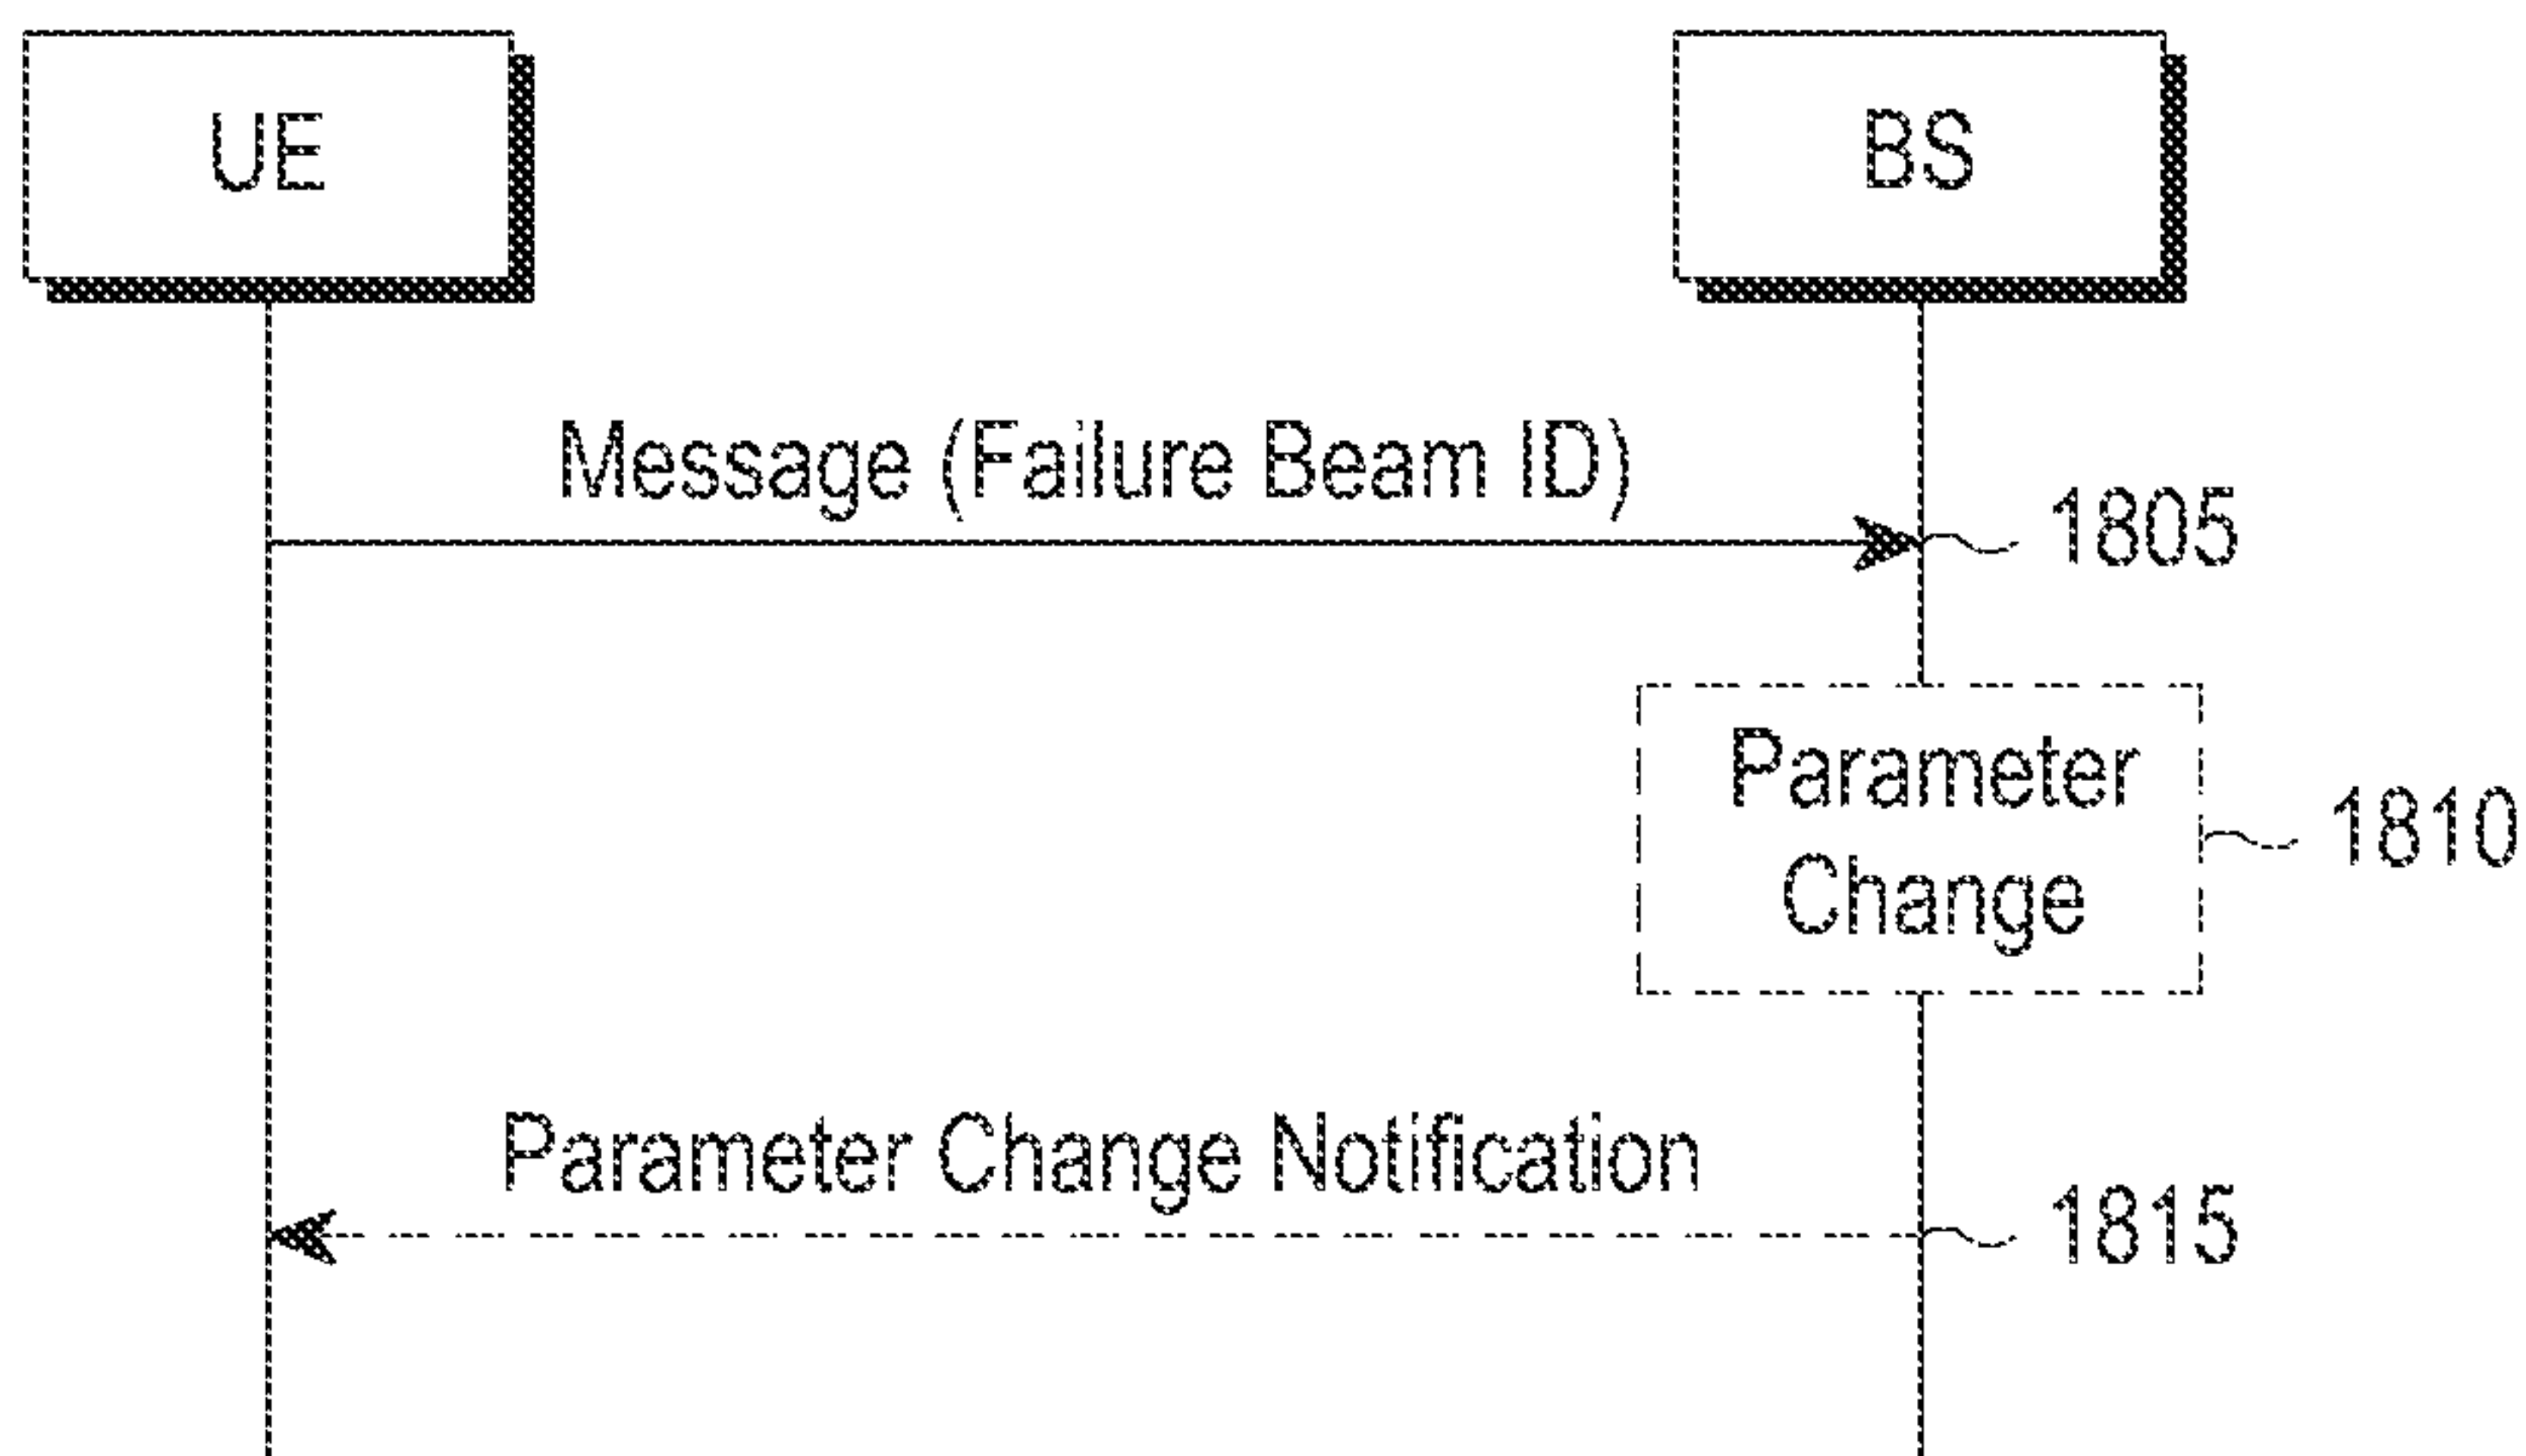 UE
BS
Message (Failure Beam ID)
1805
Parameter
Change
1810
Parameter Change Notification
1815